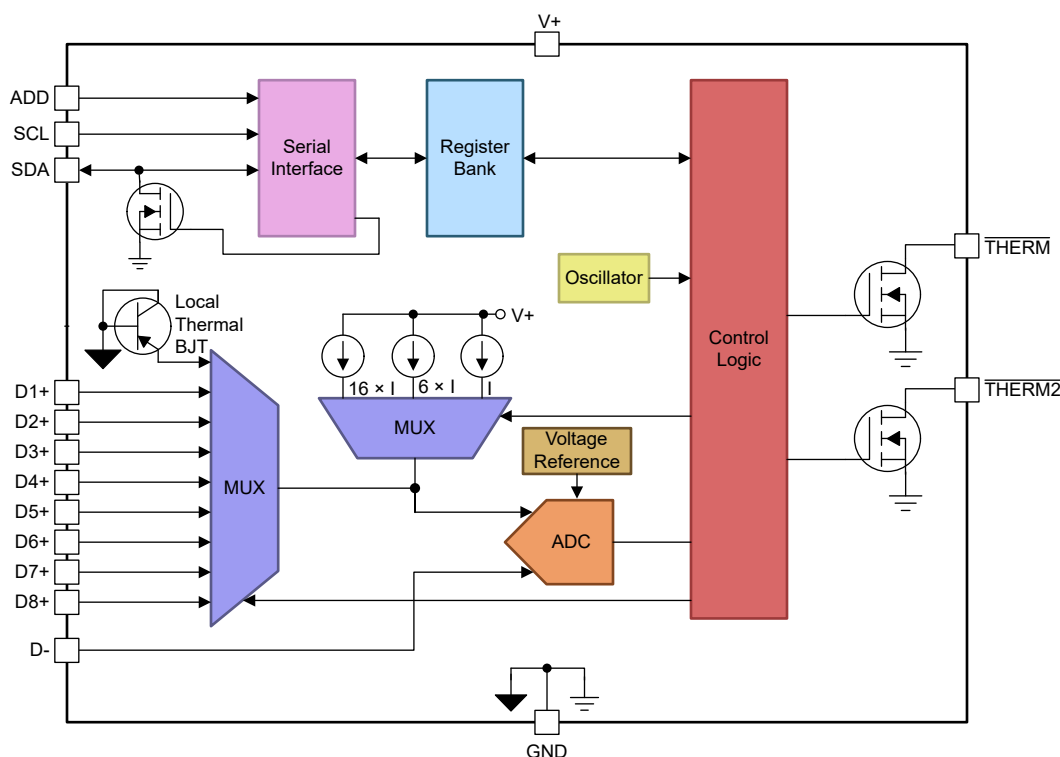 V+
ADD
SCL
SDA
Serial
Interface
Register
Bank
THERM
Oscillator
Local
Thermal
BJT
V+
Control
Logic
16 × I
6 × I
I
THERM2
D1+
D2+
D3+
D4+
D5+
D6+
D7+
D8+
D-
MUX
MUX
Voltage
Reference
ADC
GND